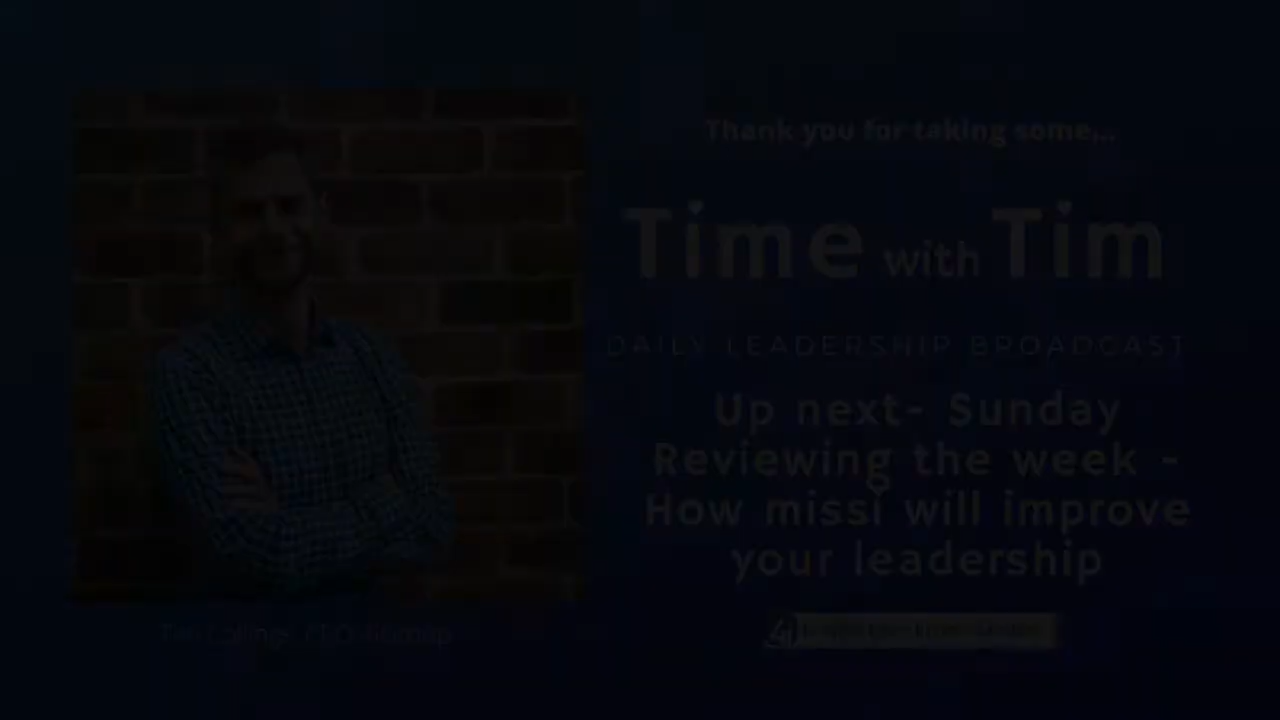 Thank you for taking some...
Time with Tim
DAILY LEADERSHIP BROADCAST
Up next- Sunday
Reviewing the week -
How missi will improve
your leadership